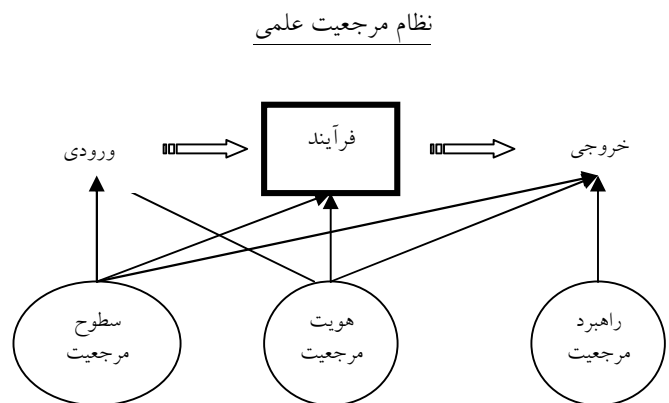 نظام مرجعیت علمی
ورودی
فرآیند
خروجی
سطوح
مرجعیت
هویت
مرجعیت
راهبرد
مرجعیت